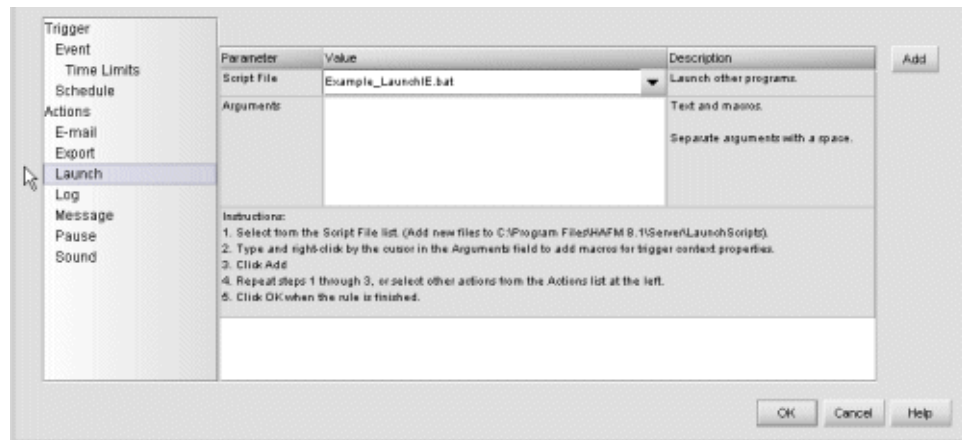 Trigger
Event
Time Limits
Schedule
Actions
E-mail
Export
Launch
Log
Message
Pause
Sound
Parameter Value Description
Script File Example_LaunchIE.bat Launch other programs.
Arguments Text and macros.
Separate arguments with a space.
Instructions:
1. Select from the Script File list. (Add new files to C:\Program Files\HAFM 8.1\Server\LaunchScripts).
2. Type and right-click by the cursor in the Arguments field to add macros for trigger context properties.
3. Click Add
4. Repeat steps 1 through 3, or select other actions from the Actions list at the left.
5. Click OK when the rule is finished.
Add
OK Cancel Help